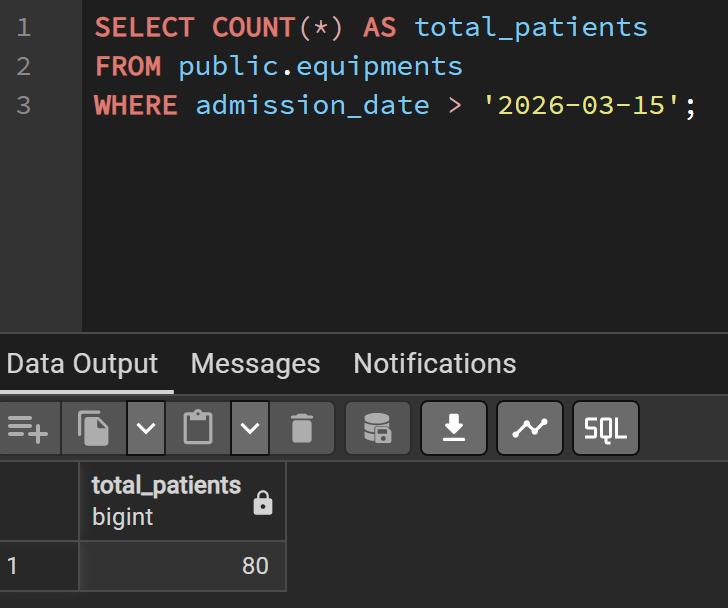 1 SELECT COUNT(*) AS total_patients
2 FROM public.equipments
3 WHERE admission_date > '2026-03-15';
Data Output Messages Notifications
SQL
total_patients
bigint
1 80